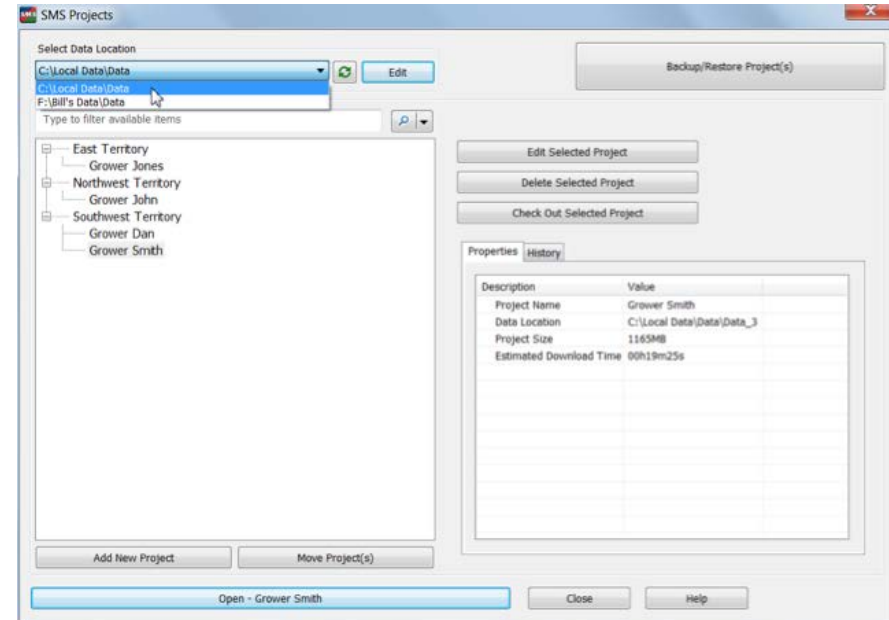 SMS SMS Projects
X
Select Data Location
C:\Local Data\Data
Edit
Backup/Restore Project(s)
C:\Local Data\Data
F:\Bill's Data\Data
Type to filter available items
East Territory
Grower Jones
Northwest Territory
Grower John
Southwest Territory
Grower Dan
Grower Smith
Edit Selected Project
Delete Selected Project
Check Out Selected Project
Properties History
Description Value
Project Name Grower Smith
Data Location C:\Local Data\Data\Data_3
Project Size 1165MB
Estimated Download Time 00h19m25s
Add New Project Move Project(s)
Open - Grower Smith Close Help